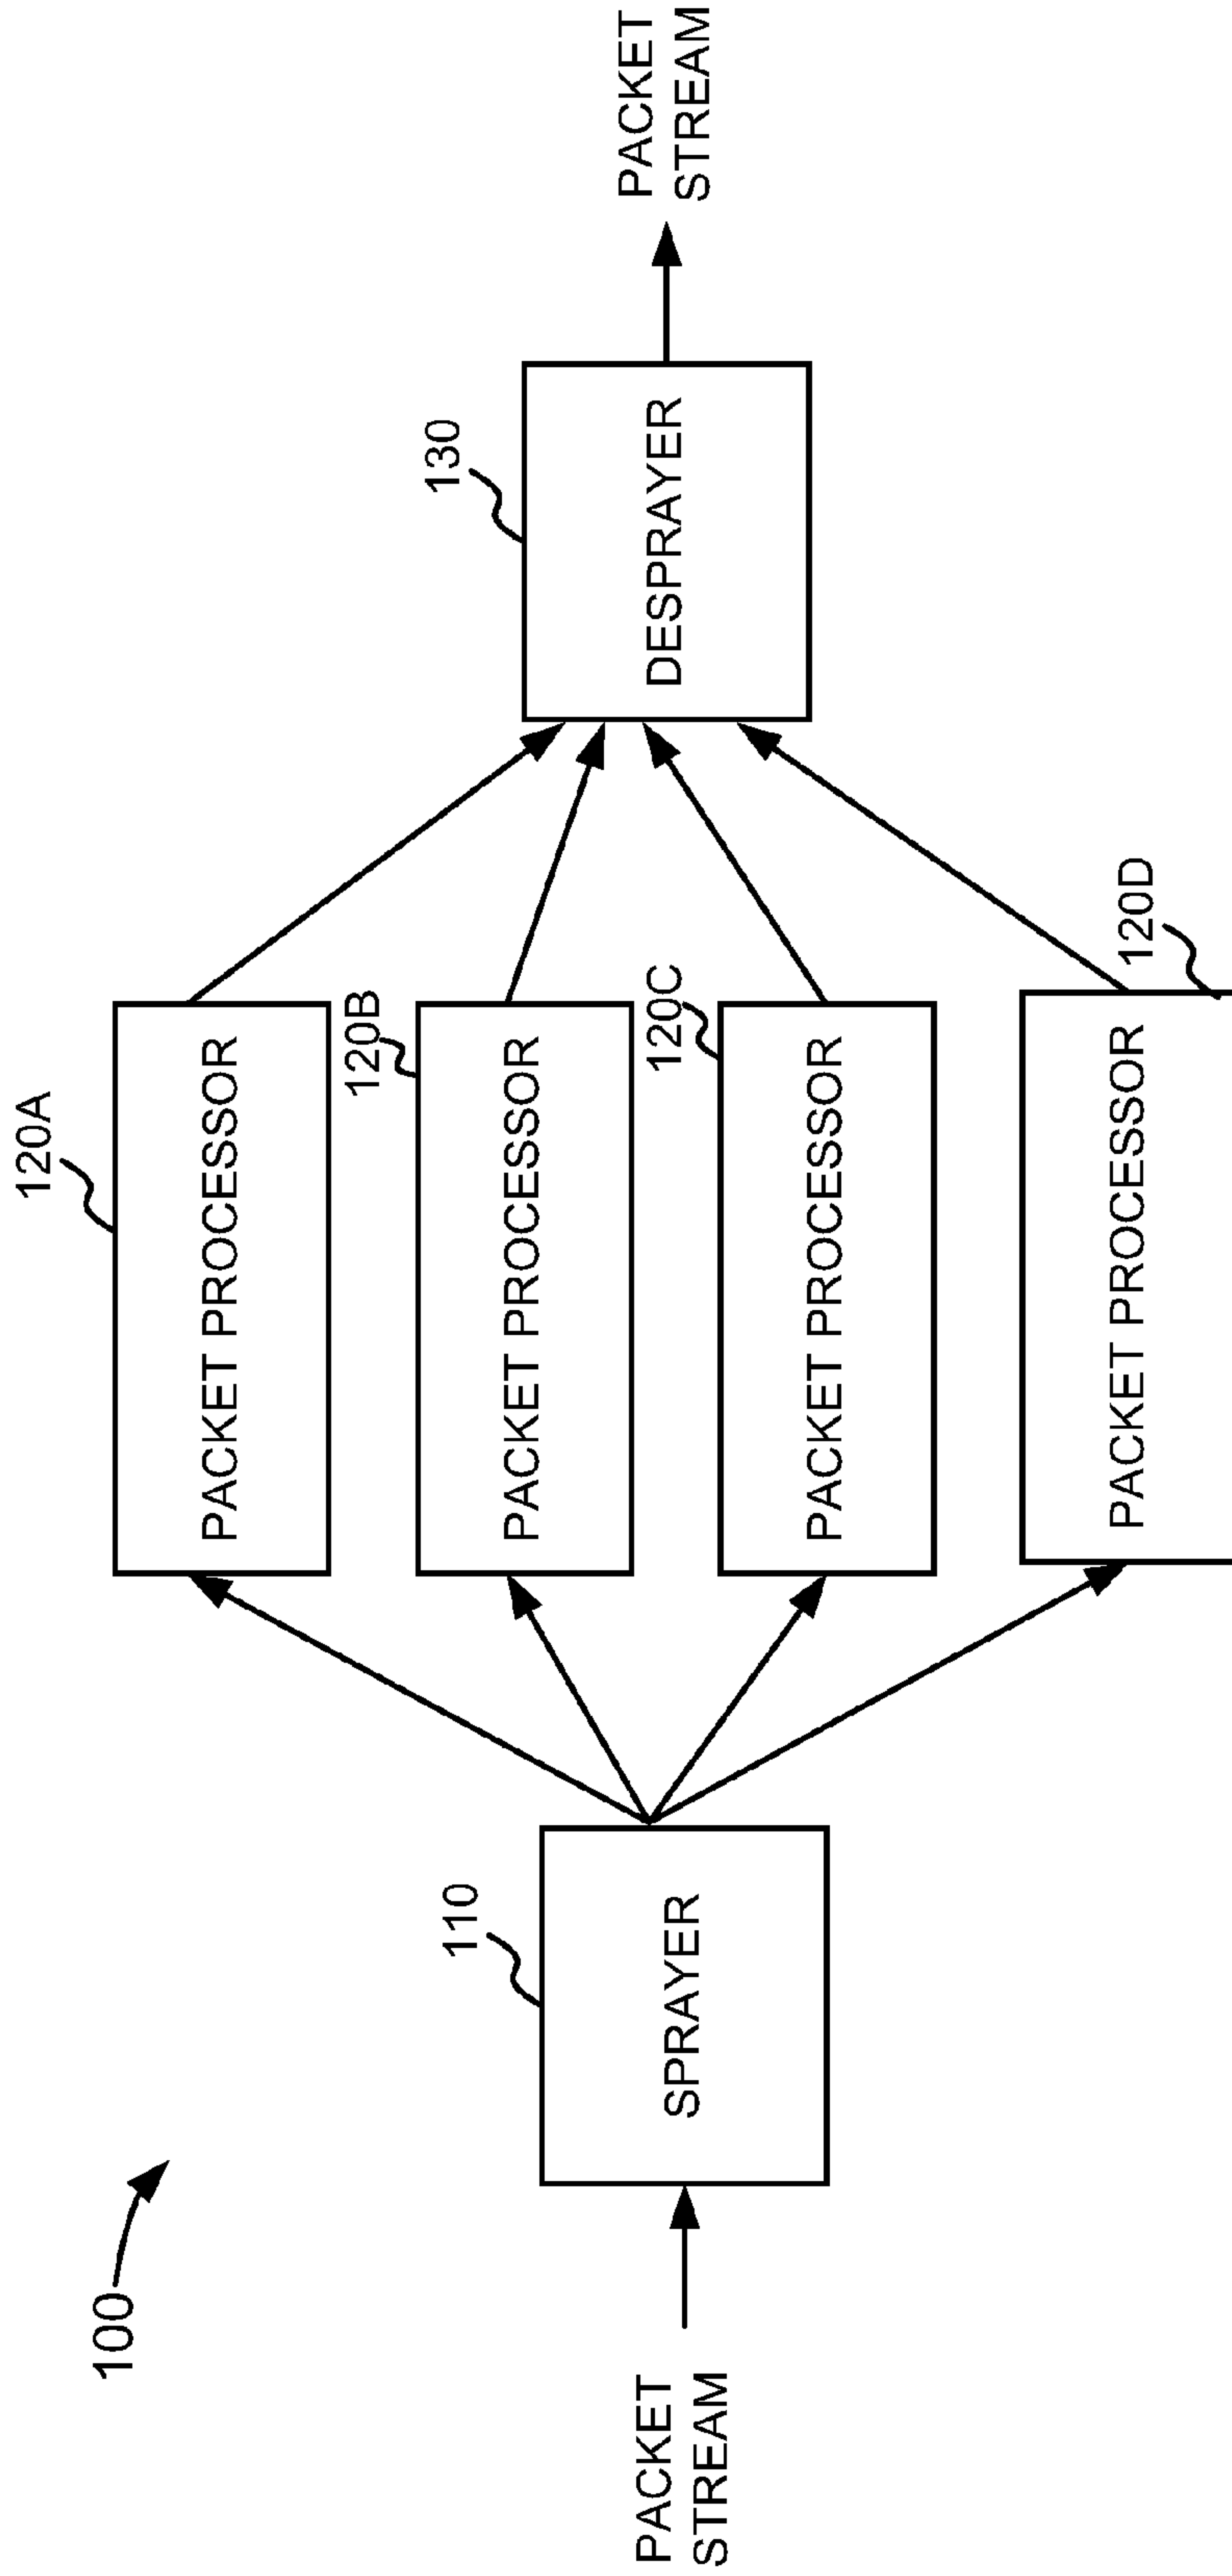 100
PACKET
STREAM
110
SPRAYER
120A
PACKET PROCESSOR
120B
PACKET PROCESSOR
120C
PACKET PROCESSOR
120D
PACKET PROCESSOR
130
DESPRAYER
PACKET
STREAM